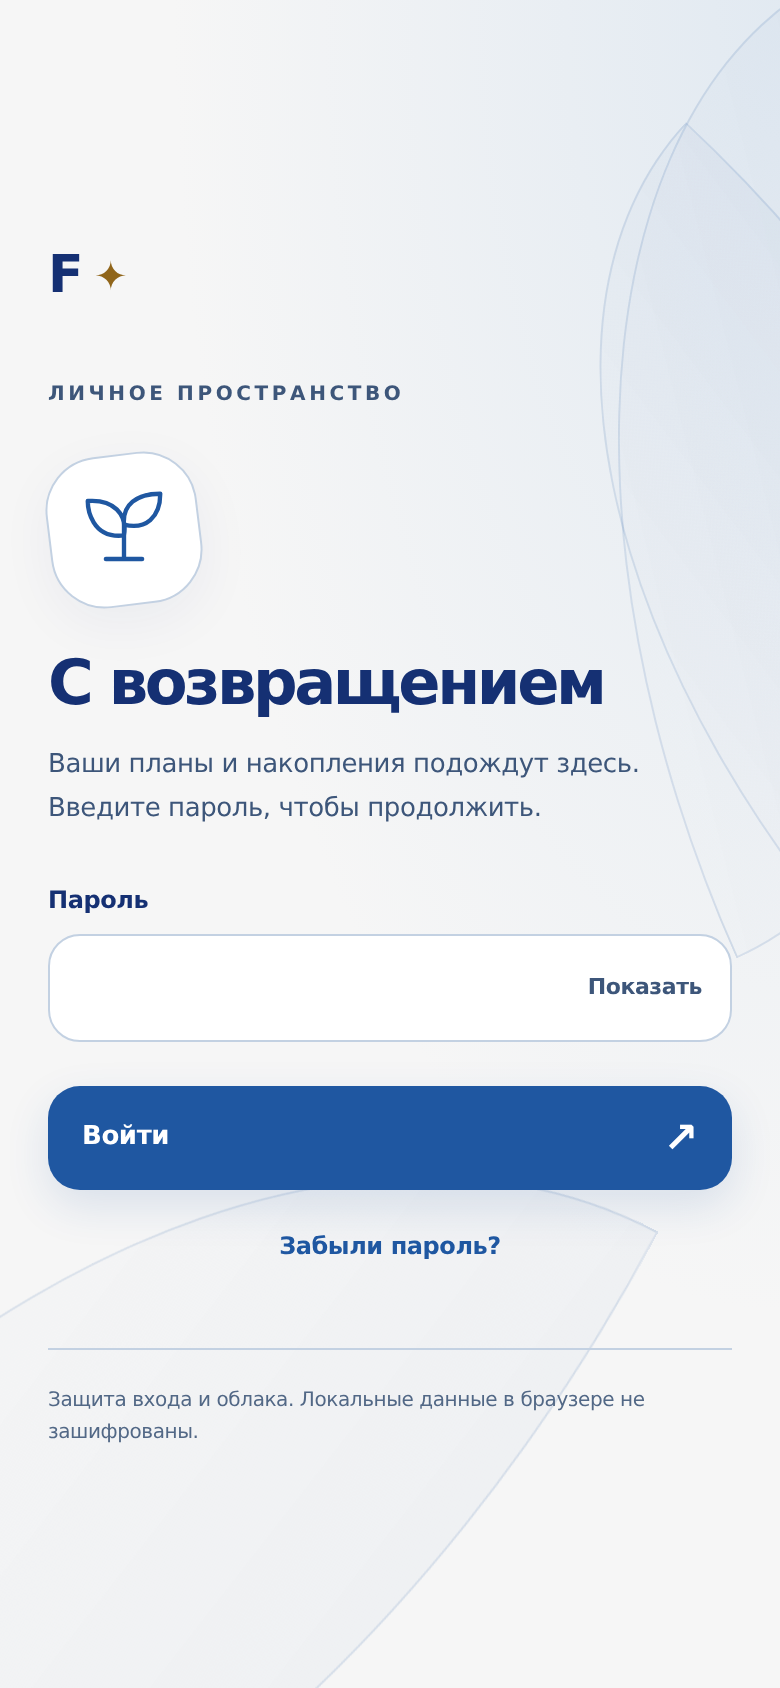 F ✦
ЛИЧНОЕ ПРОСТРАНСТВО
С возвращением
Ваши планы и накопления подождут здесь.
Введите пароль, чтобы продолжить.
Пароль
Показать
Войти ↗
Забыли пароль?
Защита входа и облака. Локальные данные в браузере не
зашифрованы.